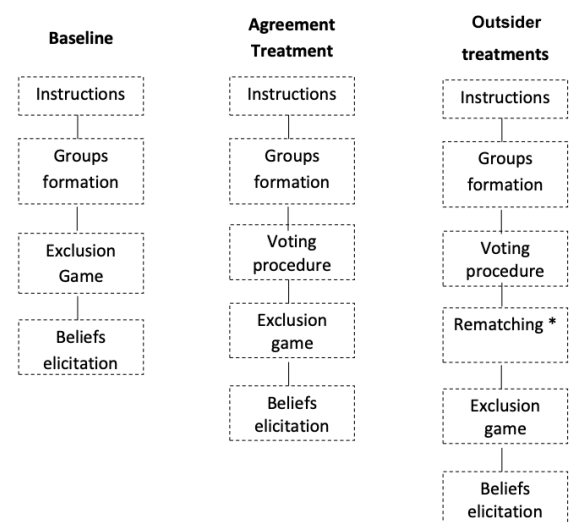 Baseline
Instructions
Groups
formation
Exclusion
Game
Beliefs
elicitation
Agreement
Treatment
Instructions
Groups
formation
Voting
procedure
Exclusion
game
Beliefs
elicitation
Outsider
treatments
Instructions
Groups
formation
Voting
procedure
Rematching *
Exclusion
game
Beliefs
elicitation